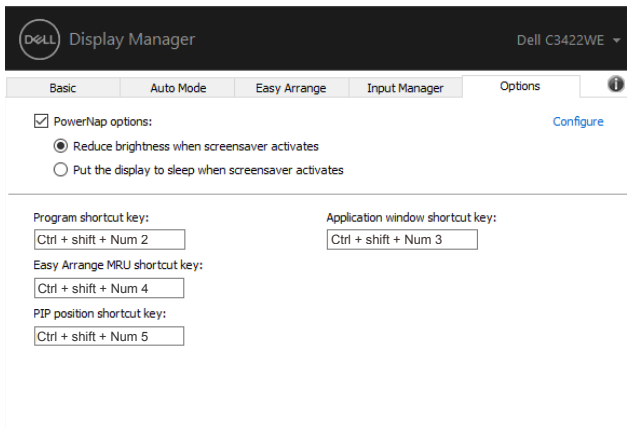 DELL Display Manager
Dell C3422WE
Basic Auto Mode Easy Arrange Input Manager Options
PowerNap options: Configure
Reduce brightness when screensaver activates
Put the display to sleep when screensaver activates
Program shortcut key: Application window shortcut key:
Ctrl + shift + Num 2 Ctrl + shift + Num 3
Easy Arrange MRU shortcut key:
Ctrl + shift + Num 4
PIP position shortcut key:
Ctrl + shift + Num 5